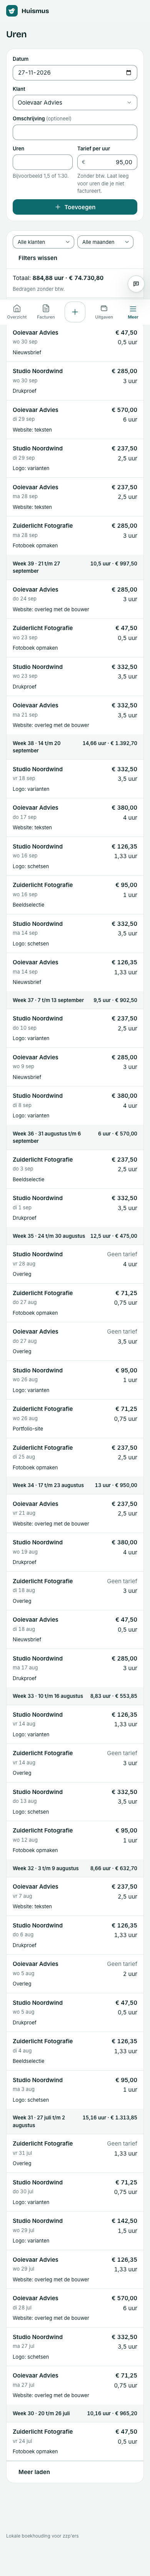 Huismus
Uren
Datum
27-11-2026
Klant
Ooievaar Advies
Omschrijving (optioneel)
Uren
Tarief per uur
€ 95,00
Bijvoorbeeld 1,5 of 1:30.
Zonder btw. Laat leeg voor uren die je niet factureert.
Toevoegen
Alle klanten
Alle maanden
Filters wissen
Totaal: 884,88 uur · € 74.730,80
Bedragen zonder btw.
Overzicht
Facturen
Uitgaven
Meer
Ooievaar Advies € 47,50
wo 30 sep 0,5 uur
Nieuwsbrief
Studio Noordwind € 285,00
wo 30 sep 3 uur
Drukproef
Ooievaar Advies € 570,00
di 29 sep 6 uur
Website: teksten
Studio Noordwind € 237,50
di 29 sep 2,5 uur
Logo: varianten
Ooievaar Advies € 237,50
ma 28 sep 2,5 uur
Website: teksten
Zuiderlicht Fotografie € 285,00
ma 28 sep 3 uur
Fotoboek opmaken
Week 39 · 21 t/m 27 september 10,5 uur · € 997,50
Ooievaar Advies € 285,00
do 24 sep 3 uur
Website: overleg met de bouwer
Zuiderlicht Fotografie € 47,50
wo 23 sep 0,5 uur
Fotoboek opmaken
Studio Noordwind € 332,50
wo 23 sep 3,5 uur
Drukproef
Ooievaar Advies € 332,50
ma 21 sep 3,5 uur
Website: overleg met de bouwer
Week 38 · 14 t/m 20 september 14,66 uur · € 1.392,70
Studio Noordwind € 332,50
vr 18 sep 3,5 uur
Logo: varianten
Ooievaar Advies € 380,00
do 17 sep 4 uur
Website: teksten
Studio Noordwind € 126,35
wo 16 sep 1,33 uur
Logo: schetsen
Zuiderlicht Fotografie € 95,00
wo 16 sep 1 uur
Beeldselectie
Studio Noordwind € 332,50
ma 14 sep 3,5 uur
Logo: schetsen
Ooievaar Advies € 126,35
ma 14 sep 1,33 uur
Nieuwsbrief
Week 37 · 7 t/m 13 september 9,5 uur · € 902,50
Studio Noordwind € 237,50
do 10 sep 2,5 uur
Logo: varianten
Ooievaar Advies € 285,00
wo 9 sep 3 uur
Nieuwsbrief
Studio Noordwind € 380,00
di 8 sep 4 uur
Logo: varianten
Week 36 · 31 augustus t/m 6 september 6 uur · € 570,00
Zuiderlicht Fotografie € 237,50
do 3 sep 2,5 uur
Beeldselectie
Studio Noordwind € 332,50
di 1 sep 3,5 uur
Drukproef
Week 35 · 24 t/m 30 augustus 12,5 uur · € 475,00
Studio Noordwind Geen tarief
vr 28 aug 4 uur
Overleg
Zuiderlicht Fotografie € 71,25
do 27 aug 0,75 uur
Fotoboek opmaken
Ooievaar Advies Geen tarief
do 27 aug 3,5 uur
Overleg
Studio Noordwind € 95,00
wo 26 aug 1 uur
Logo: varianten
Zuiderlicht Fotografie € 71,25
wo 26 aug 0,75 uur
Portfolio-site
Zuiderlicht Fotografie € 237,50
di 25 aug 2,5 uur
Fotoboek opmaken
Week 34 · 17 t/m 23 augustus 13 uur · € 950,00
Ooievaar Advies € 237,50
vr 21 aug 2,5 uur
Website: overleg met de bouwer
Studio Noordwind € 380,00
wo 19 aug 4 uur
Drukproef
Zuiderlicht Fotografie Geen tarief
di 18 aug 3 uur
Overleg
Ooievaar Advies € 47,50
di 18 aug 0,5 uur
Nieuwsbrief
Studio Noordwind € 285,00
ma 17 aug 3 uur
Drukproef
Week 33 · 10 t/m 16 augustus 8,83 uur · € 553,85
Studio Noordwind € 126,35
vr 14 aug 1,33 uur
Logo: varianten
Zuiderlicht Fotografie Geen tarief
vr 14 aug 3 uur
Overleg
Studio Noordwind € 332,50
do 13 aug 3,5 uur
Logo: schetsen
Zuiderlicht Fotografie € 95,00
wo 12 aug 1 uur
Fotoboek opmaken
Week 32 · 3 t/m 9 augustus 8,66 uur · € 632,70
Ooievaar Advies € 237,50
vr 7 aug 2,5 uur
Website: teksten
Studio Noordwind € 126,35
do 6 aug 1,33 uur
Drukproef
Ooievaar Advies Geen tarief
wo 5 aug 2 uur
Overleg
Studio Noordwind € 47,50
wo 5 aug 0,5 uur
Drukproef
Zuiderlicht Fotografie € 126,35
di 4 aug 1,33 uur
Beeldselectie
Studio Noordwind € 95,00
ma 3 aug 1 uur
Logo: schetsen
Week 31 · 27 juli t/m 2 augustus 15,16 uur · € 1.313,85
Zuiderlicht Fotografie Geen tarief
vr 31 jul 1,33 uur
Overleg
Studio Noordwind € 71,25
do 30 jul 0,75 uur
Logo: varianten
Studio Noordwind € 142,50
wo 29 jul 1,5 uur
Logo: varianten
Ooievaar Advies € 126,35
wo 29 jul 1,33 uur
Website: overleg met de bouwer
Ooievaar Advies € 570,00
di 28 jul 6 uur
Website: overleg met de bouwer
Studio Noordwind € 332,50
ma 27 jul 3,5 uur
Logo: schetsen
Ooievaar Advies € 71,25
ma 27 jul 0,75 uur
Website: overleg met de bouwer
Week 30 · 20 t/m 26 juli 10,16 uur · € 965,20
Zuiderlicht Fotografie € 47,50
vr 24 jul 0,5 uur
Fotoboek opmaken
Meer laden
Lokale boekhouding voor zzp'ers